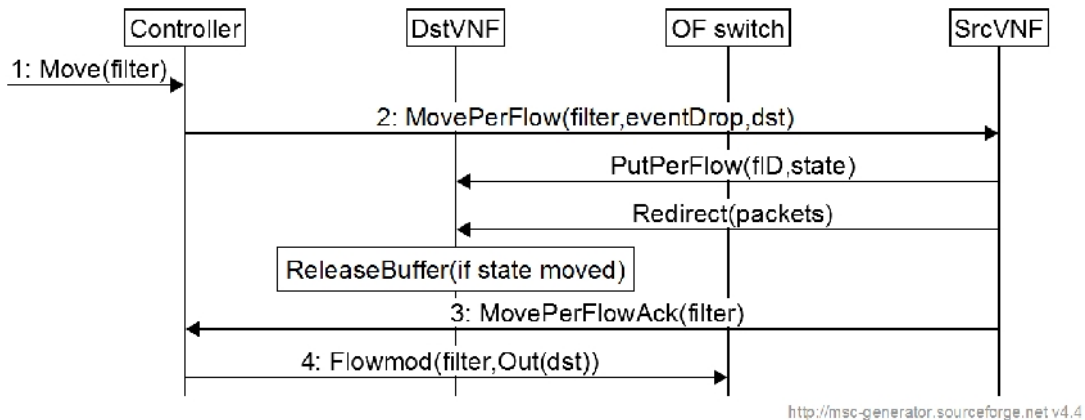 Controller
DstVNF
OF switch
SrcVNF
1: Move(filter)
2: MovePerFlow(filter,eventDrop,dst)
PutPerFlow(fID,state)
Redirect(packets)
ReleaseBuffer(if state moved)
3: MovePerFlowAck(filter)
4: Flowmod(filter,Out(dst))
http://msc-generator.sourceforge.net v4.4